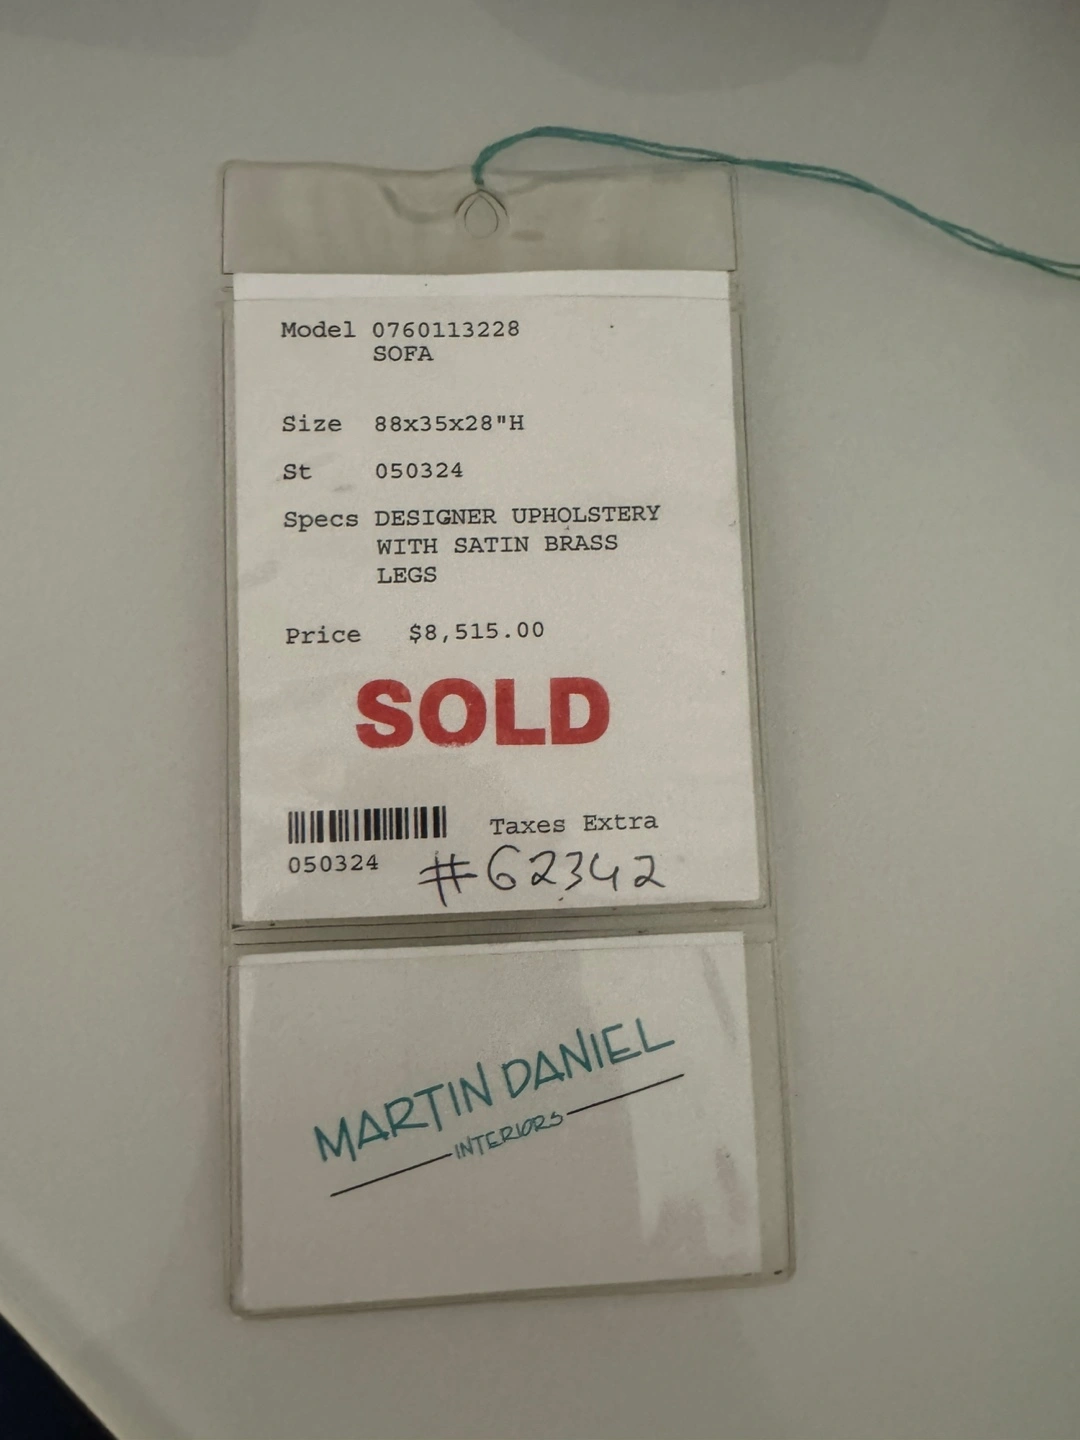 Model 0760113228
SOFA
Size 88x35x28"H
St 050324
Specs DESIGNER UPHOLSTERY
WITH SATIN BRASS
LEGS
Price $8,515.00
SOLD
Taxes Extra
050324 #62342
MARTIN DANIEL
INTERIORS